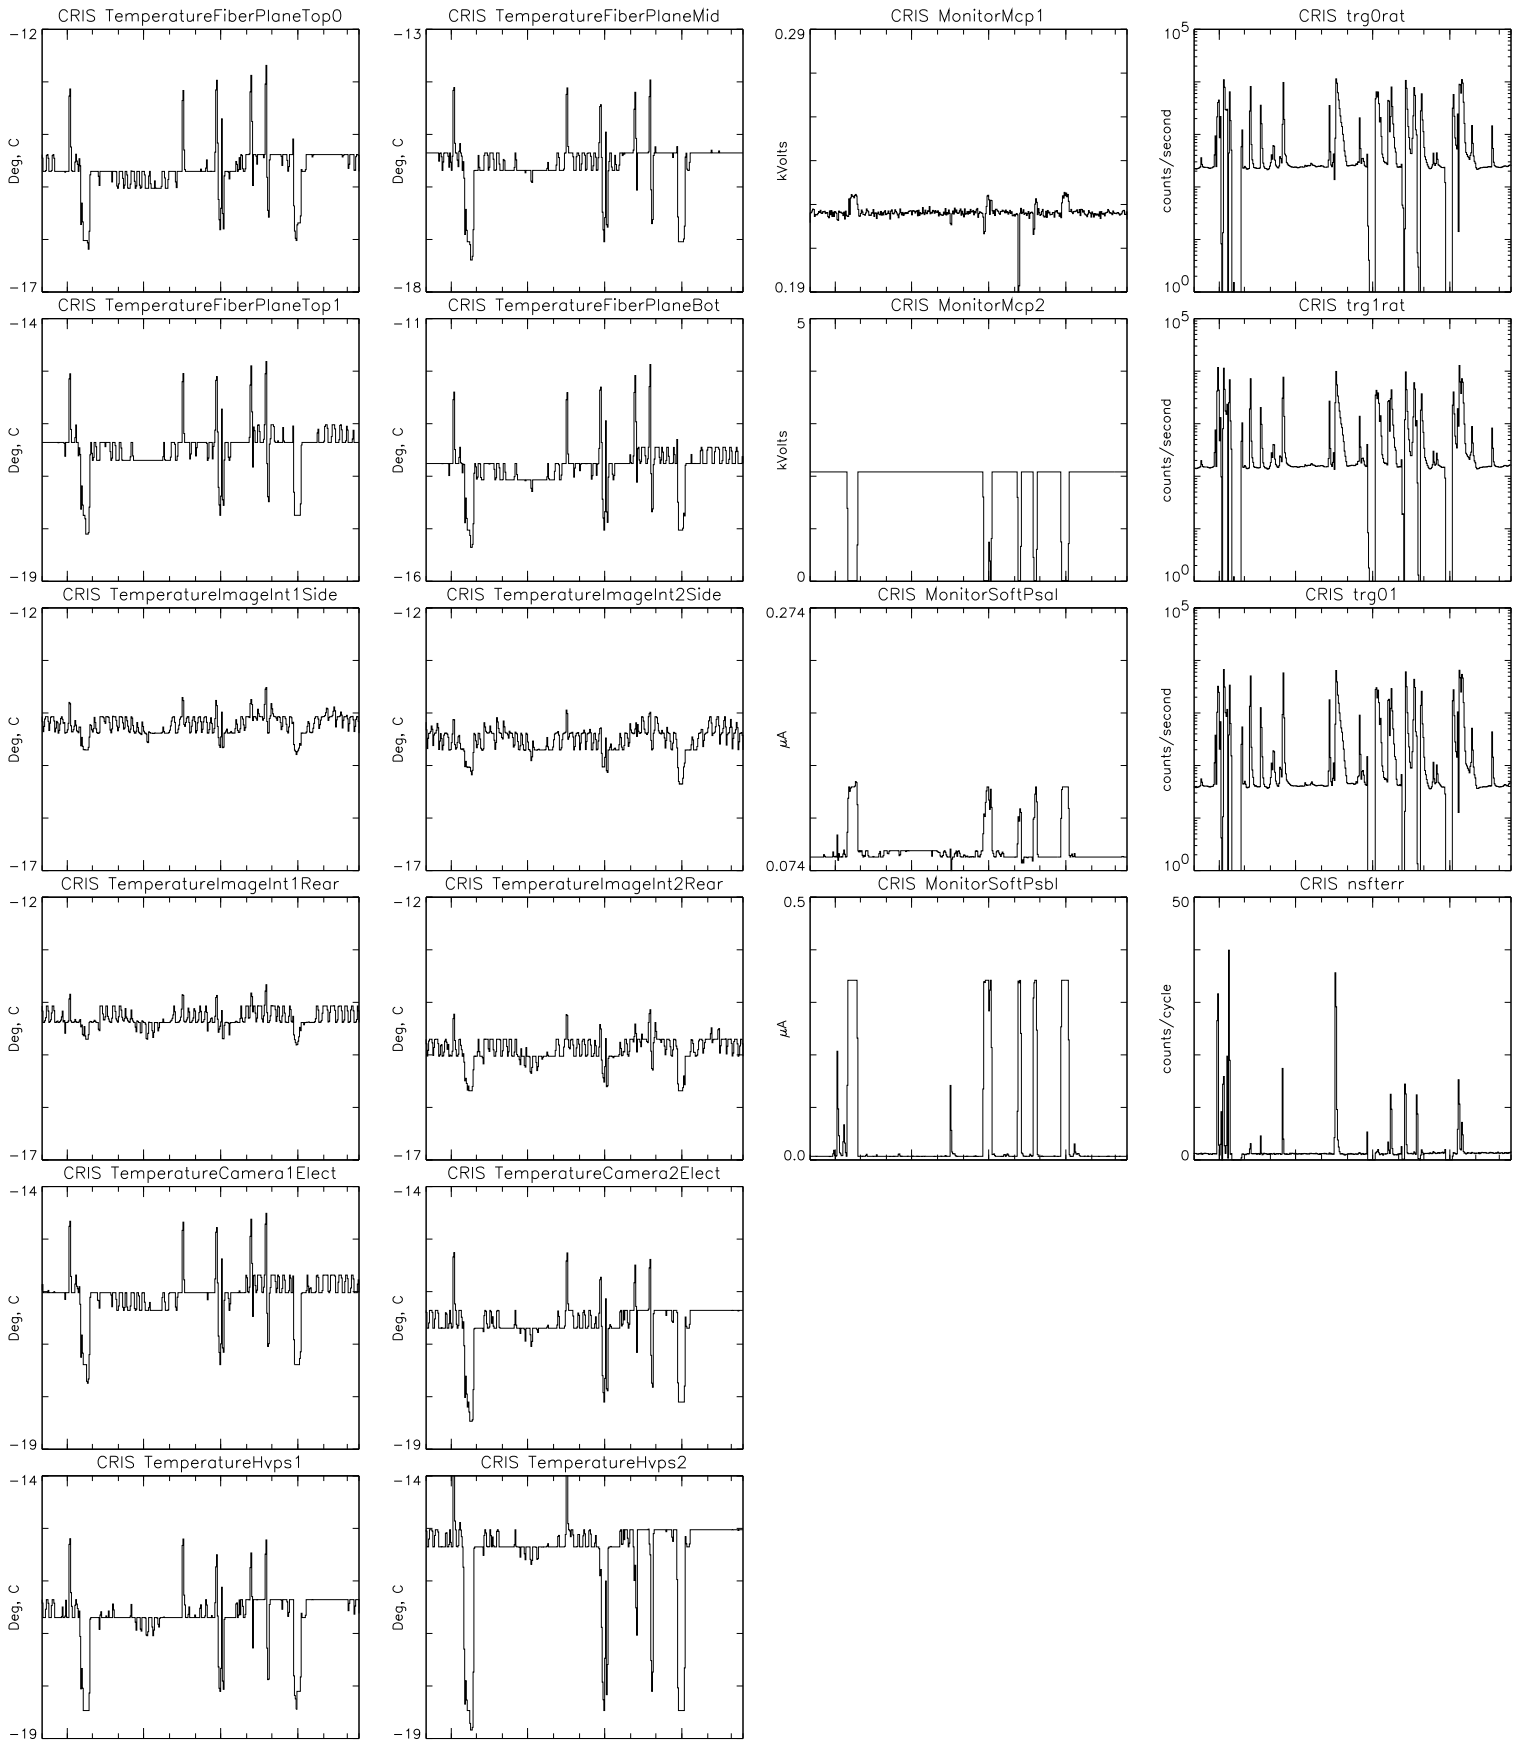 CRIS TemperatureFiberPlaneTop0
-12
Deg, C
-17
CRIS TemperatureFiberPlaneMid
-13
Deg, C
-18
CRIS MonitorMcp1
0.29
kVolts
0.19
CRIS trg0rat
10^5
counts/second
10^0
CRIS TemperatureFiberPlaneTop1
-14
Deg, C
-19
CRIS TemperatureFiberPlaneBot
-11
Deg, C
-16
CRIS MonitorMcp2
5
kVolts
0
CRIS trg1rat
10^5
counts/second
10^0
CRIS TemperatureImageInt1Side
-12
Deg, C
-17
CRIS TemperatureImageInt2Side
-12
Deg, C
-17
CRIS MonitorSoftPsaI
0.274
μA
0.074
CRIS trg01
10^5
counts/second
10^0
CRIS TemperatureImageInt1Rear
-12
Deg, C
-17
CRIS TemperatureImageInt2Rear
-12
Deg, C
-17
CRIS MonitorSoftPsbI
0.5
μA
0.0
CRIS nsfterr
50
counts/cycle
0
CRIS TemperatureCamera1Elect
-14
Deg, C
-19
CRIS TemperatureCamera2Elect
-14
Deg, C
-19
CRIS TemperatureHvps1
-14
Deg, C
-19
CRIS TemperatureHvps2
-14
Deg, C
-19